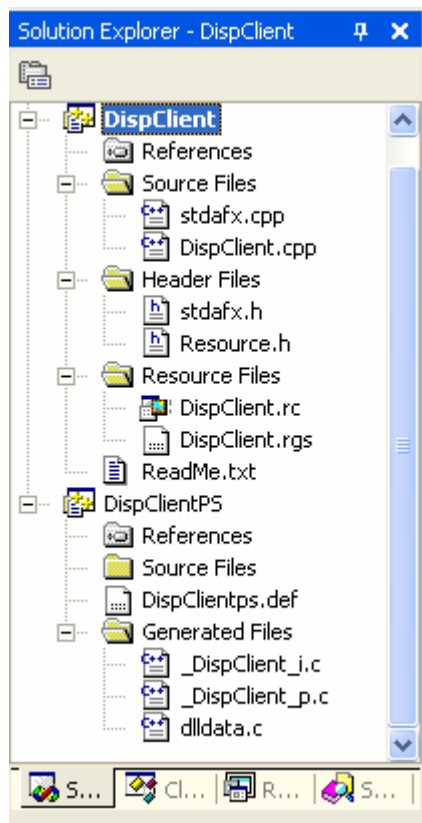 Solution Explorer - DispClient
DispClient
References
Source Files
stdafx.cpp
DispClient.cpp
Header Files
stdafx.h
Resource.h
Resource Files
DispClient.rc
DispClient.rgs
ReadMe.txt
DispClientPS
References
Source Files
DispClientps.def
Generated Files
_DispClient_i.c
_DispClient_p.c
dlldata.c
S... Cl... R... S...